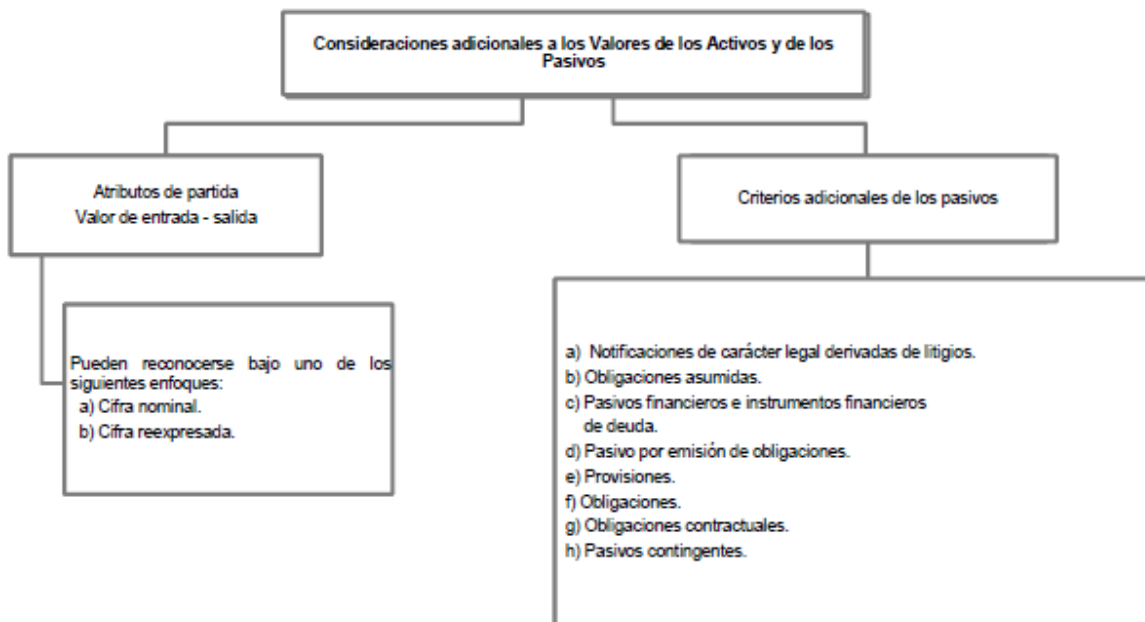 Consideraciones adicionales a los Valores de los Activos y de los
Pasivos
Atributos de partida
Valor de entrada - salida
Criterios adicionales de los pasivos
Pueden reconocerse bajo uno de los
siguientes enfoques:
a) Cifra nominal.
b) Cifra reexpresada.
a) Notificaciones de carácter legal derivadas de litigios.
b) Obligaciones asumidas.
c) Pasivos financieros e instrumentos financieros
de deuda.
d) Pasivo por emisión de obligaciones.
e) Provisiones.
f) Obligaciones.
g) Obligaciones contractuales.
h) Pasivos contingentes.